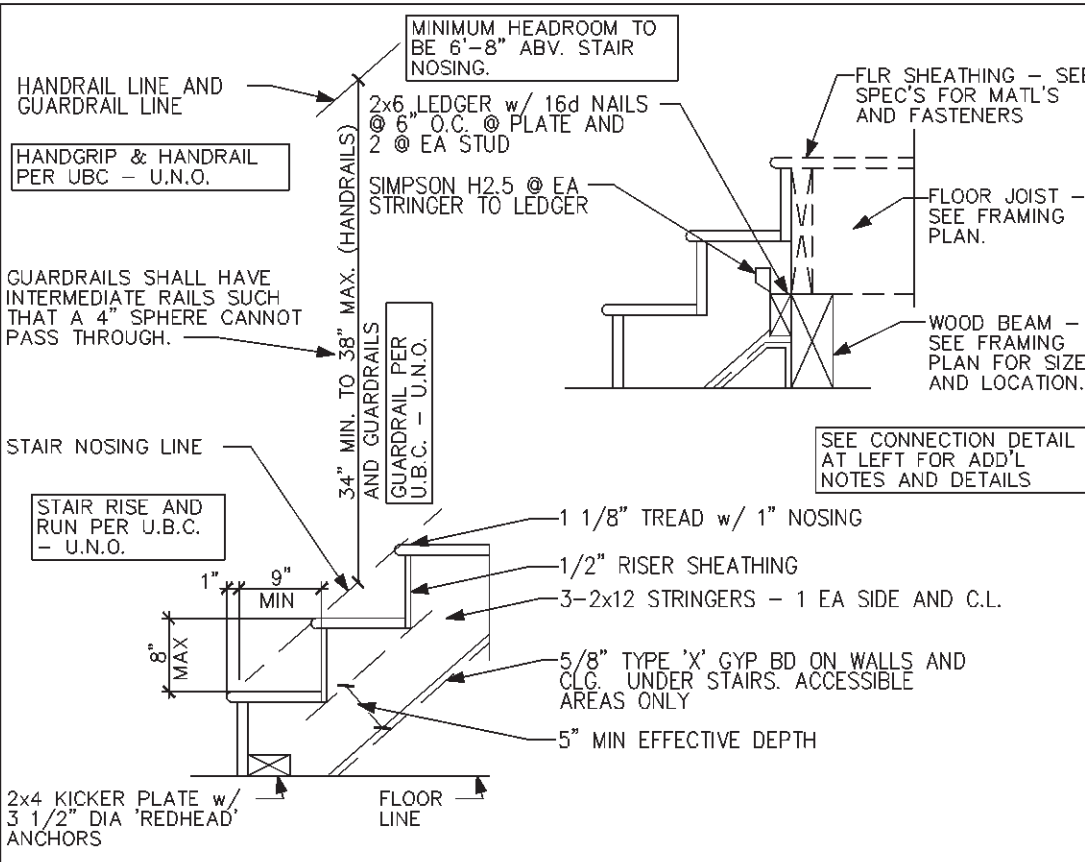 MINIMUM HEADROOM TO
BE 6'-8" ABV. STAIR
NOSING.
HANDRAIL LINE AND
GUARDRAIL LINE
HANDGRIP & HANDRAIL
PER UBC - U.N.O.
2x6 LEDGER w/ 16d NAILS
@ 6" O.C. @ PLATE AND
2 @ EA STUD
SIMPSON H2.5 @ EA
STRINGER TO LEDGER
FLR SHEATHING - SEE
SPEC'S FOR MATL'S
AND FASTENERS
FLOOR JOIST -
SEE FRAMING
PLAN.
WOOD BEAM -
SEE FRAMING
PLAN FOR SIZE
AND LOCATION.
SEE CONNECTION DETAIL
AT LEFT FOR ADD'L
NOTES AND DETAILS
GUARDRAILS SHALL HAVE
INTERMEDIATE RAILS SUCH
THAT A 4" SPHERE CANNOT
PASS THROUGH.
34" MIN. TO 38" MAX. (HANDRAILS)
AND GUARDRAILS
GUARDRAIL PER
U.B.C. - U.N.O.
STAIR NOSING LINE
STAIR RISE AND
RUN PER U.B.C.
- U.N.O.
1"
9"
MIN
8"
MAX
1 1/8" TREAD w/ 1" NOSING
1/2" RISER SHEATHING
3-2x12 STRINGERS - 1 EA SIDE AND C.L.
5/8" TYPE 'X' GYP BD ON WALLS AND
CLG. UNDER STAIRS. ACCESSIBLE
AREAS ONLY
5" MIN EFFECTIVE DEPTH
2x4 KICKER PLATE w/
3 1/2" DIA 'REDHEAD'
ANCHORS
FLOOR
LINE